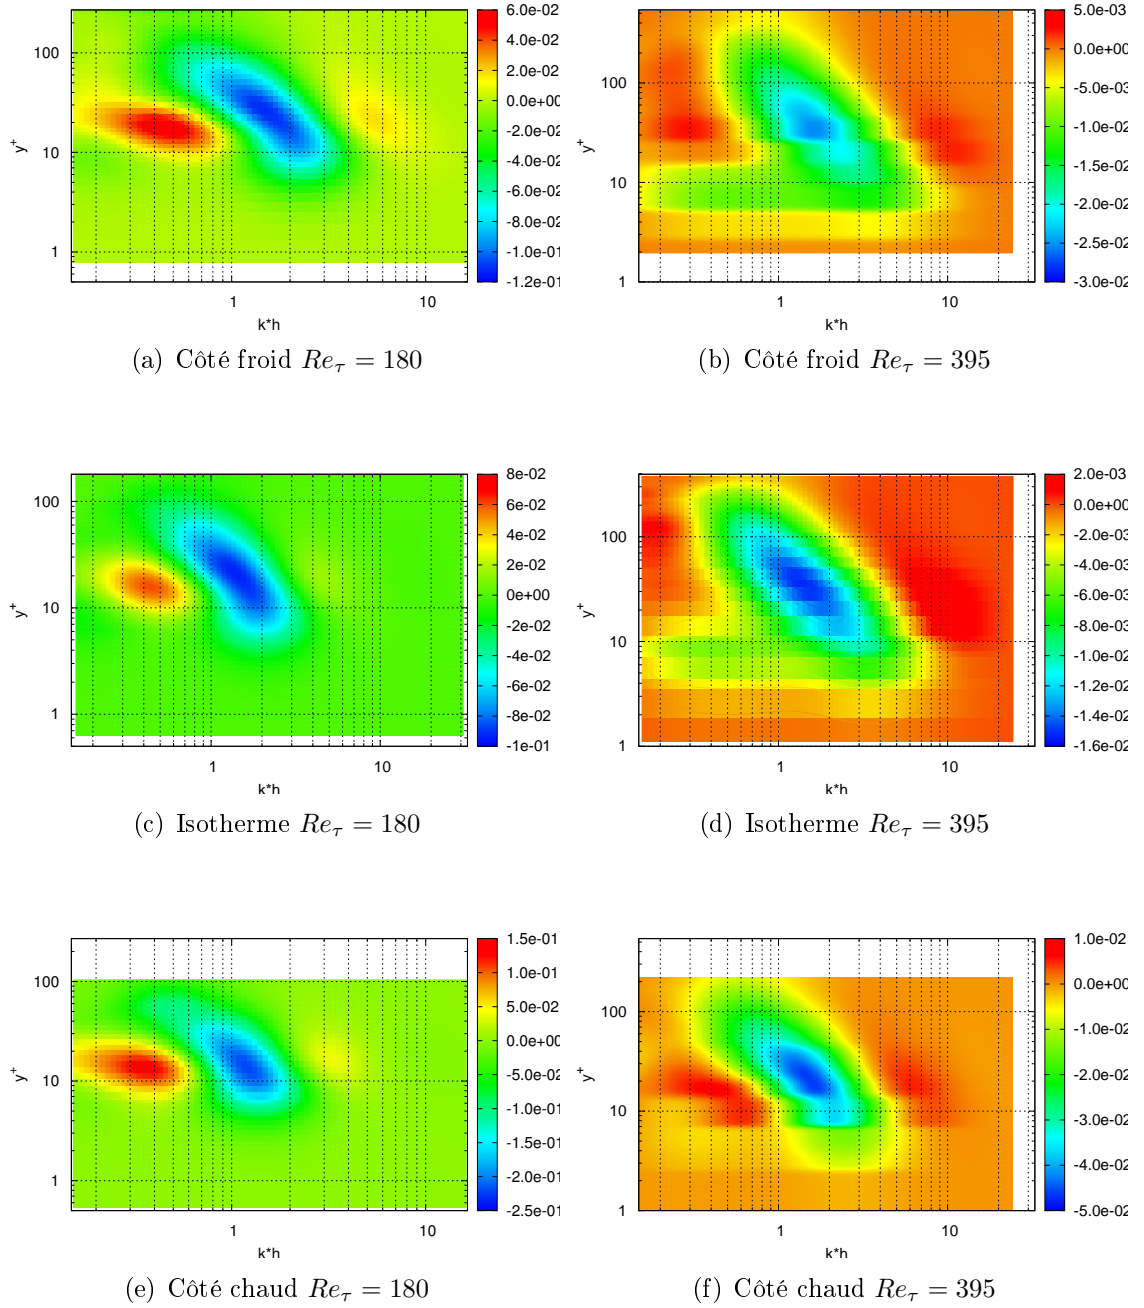 6.0e-02
4.0e-02
2.0e-02
0.0e+00
-2.0e-02
-4.0e-02
-6.0e-02
-8.0e-02
-1.0e-01
-1.2e-01
100
10
1
y+
1
10
k*h
(a) Côté froid Reτ = 180
5.0e-03
0.0e+00
-5.0e-03
-1.0e-02
-1.5e-02
-2.0e-02
-2.5e-02
-3.0e-02
100
10
1
y+
1
10
k*h
(b) Côté froid Reτ = 395
8e-02
6e-02
4e-02
2e-02
0e+00
-2e-02
-4e-02
-6e-02
-8e-02
-1e-01
100
10
1
y+
1
10
k*h
(c) Isotherme Reτ = 180
2.0e-03
0.0e+00
-2.0e-03
-4.0e-03
-6.0e-03
-8.0e-03
-1.0e-02
-1.2e-02
-1.4e-02
-1.6e-02
100
10
1
y+
1
10
k*h
(d) Isotherme Reτ = 395
1.5e-01
1.0e-01
5.0e-02
0.0e+00
-5.0e-02
-1.0e-01
-1.5e-01
-2.0e-01
-2.5e-01
100
10
1
y+
1
10
k*h
(e) Côté chaud Reτ = 180
1.0e-02
0.0e+00
-1.0e-02
-2.0e-02
-3.0e-02
-4.0e-02
-5.0e-02
100
10
1
y+
1
10
k*h
(f) Côté chaud Reτ = 395